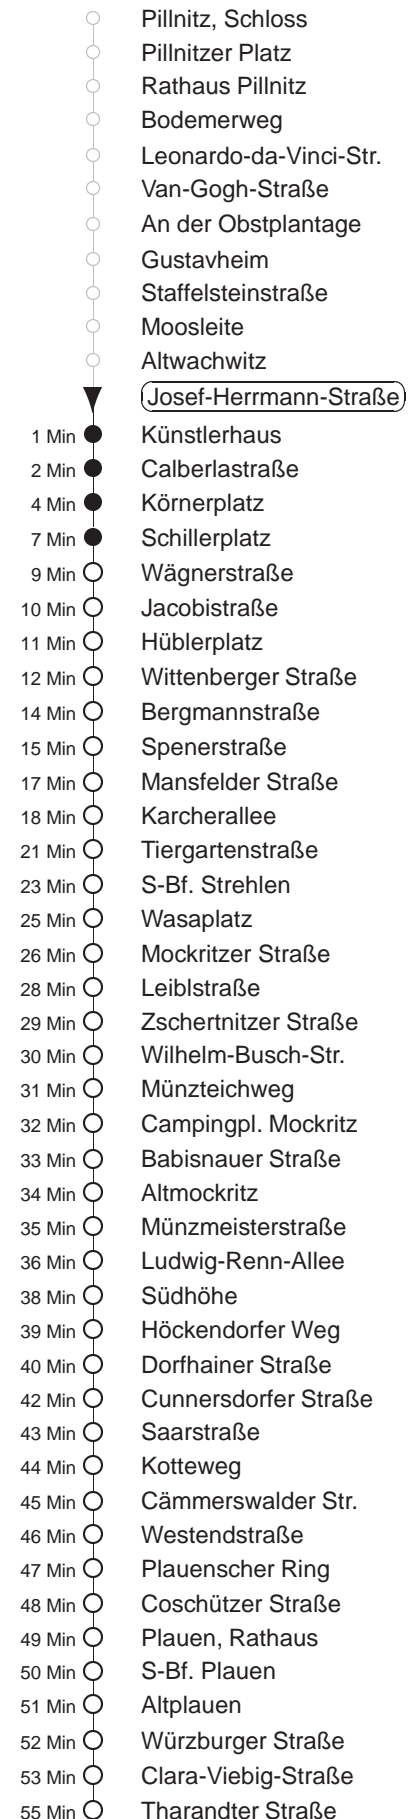 Pillnitz, Schloss
Pillnitzer Platz
Rathaus Pillnitz
Bodemerweg
Leonardo-da-Vinci-Str.
Van-Gogh-Straße
An der Obstplantage
Gustavheim
Staffelsteinstraße
Moosleite
Altwachwitz
Josef-Herrmann-Straße
1 Min Künstlerhaus
2 Min Calberlastraße
4 Min Körnerplatz
7 Min Schillerplatz
9 Min Wägnerstraße
10 Min Jacobistraße
11 Min Hüblerplatz
12 Min Wittenberger Straße
14 Min Bergmannstraße
15 Min Spenerstraße
17 Min Mansfelder Straße
18 Min Karcherallee
21 Min Tiergartenstraße
23 Min S-Bf. Strehlen
25 Min Wasaplatz
26 Min Mockritzer Straße
28 Min Leiblstraße
29 Min Zschertnitzer Straße
30 Min Wilhelm-Busch-Str.
31 Min Münzteichweg
32 Min Campingpl. Mockritz
33 Min Babisnauer Straße
34 Min Altmockritz
35 Min Münzmeisterstraße
36 Min Ludwig-Renn-Allee
38 Min Südhöhe
39 Min Höckendorfer Weg
40 Min Dorfhainer Straße
42 Min Cunnersdorfer Straße
43 Min Saarstraße
44 Min Kotteweg
45 Min Cämmerswalder Str.
46 Min Westendstraße
47 Min Plauenscher Ring
48 Min Coschützer Straße
49 Min Plauen, Rathaus
50 Min S-Bf. Plauen
51 Min Altplauen
52 Min Würzburger Straße
53 Min Clara-Viebig-Straße
55 Min Tharandter Straße